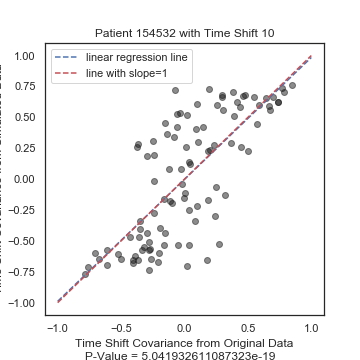 Patient 154532 with Time Shift 10
linear regression line
line with slope=1
1.00
0.75
0.50
0.25
0.00
−0.25
−0.50
−0.75
−1.00
−1.0
−0.5
0.0
0.5
1.0
Time Shift Covariance from Original Data
P-Value = 5.041932611087323e-19